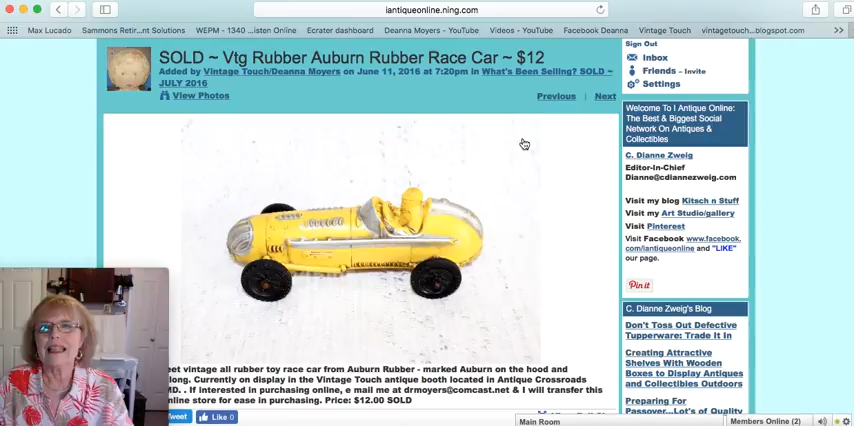 iantiqueonline.ning.com
Max Lucado Sammons Retir...nt Solutions WEPM - 1340 ...isten Online Ecrater dashboard Deanna Moyers - YouTube Videos - YouTube Facebook Deanna Vintage Touch vintagetouch...blogspot.com
SOLD ~ Vtg Rubber Auburn Rubber Race Car ~ $12
Added by Vintage Touch/Deanna Moyers on June 11, 2016 at 7:20pm in What's Been Selling? SOLD ~
JULY 2016
View Photos
Previous | Next
eet vintage all rubber toy race car from Auburn Rubber - marked Auburn on the hood and
long. Currently on display in the Vintage Touch antique booth located in Antique Crossroads
MD. . If interested in purchasing online, e mail me at drmoyers@comcast.net & I will transfer this
nline store for ease in purchasing. Price: $12.00 SOLD
Tweet Like 0
Sign Out
Inbox
Friends – Invite
Settings
Welcome To I Antique Online:
The Best & Biggest Social
Network On Antiques &
Collectibles
C. Dianne Zweig
Editor-In-Chief
Dianne@cdiannezweig.com
Visit my blog Kitsch n Stuff
Visit my Art Studio/gallery
Visit Pinterest
Visit Facebook www.facebook.
com/iantiqueonline and "LIKE"
our page.
Pin it
C. Dianne Zweig's Blog
Don't Toss Out Defective
Tupperware: Trade It In
Creating Attractive
Shelves With Wooden
Boxes to Display Antiques
and Collectibles Outdoors
Preparing For
Passover...Lot's of Quality
Main Room
Members Online (2)